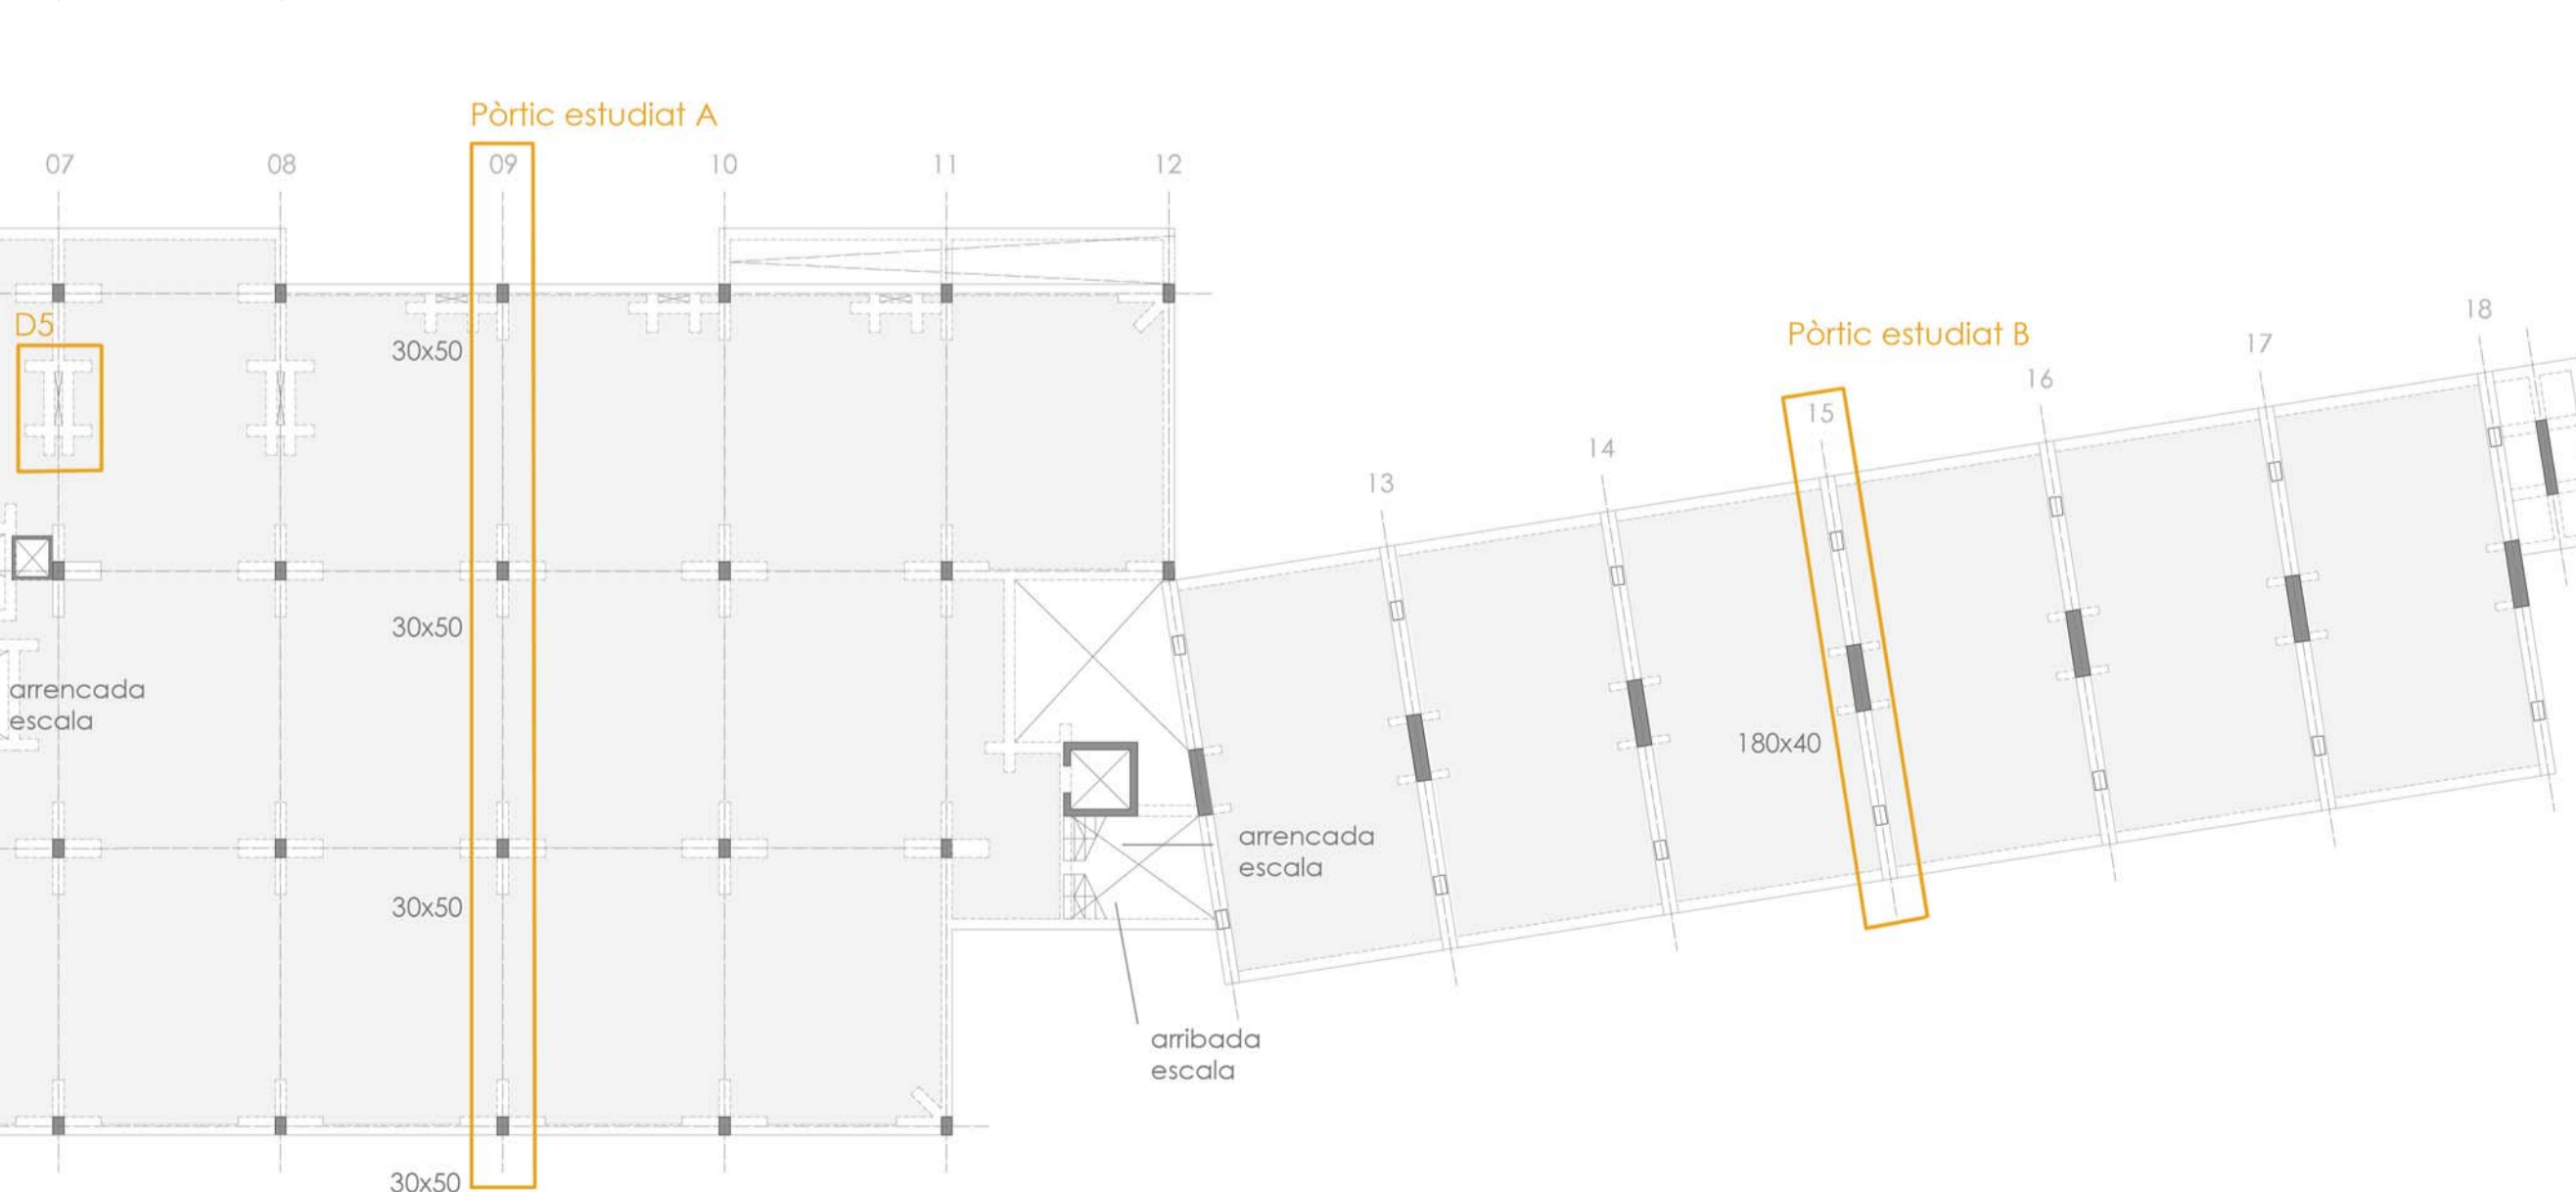 Pòrtic estudiat A
07
08
09
10
11
12
D5
30x50
Pòrtic estudiat B
18
17
16
15
14
13
30x50
arrencada
escala
180x40
arrencada
escala
30x50
arribada
escala
30x50